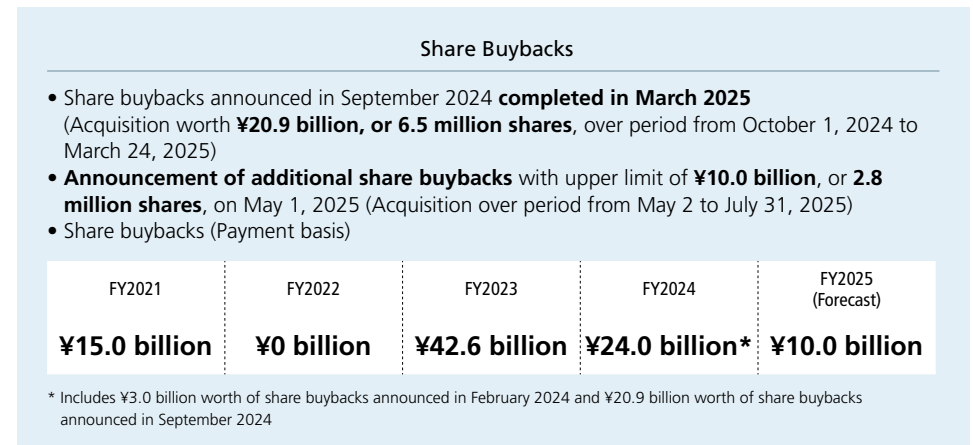 Share Buybacks
• Share buybacks announced in September 2024 completed in March 2025
(Acquisition worth ¥20.9 billion, or 6.5 million shares, over period from October 1, 2024 to
March 24, 2025)
• Announcement of additional share buybacks with upper limit of ¥10.0 billion, or 2.8
million shares, on May 1, 2025 (Acquisition over period from May 2 to July 31, 2025)
• Share buybacks (Payment basis)
FY2021 FY2022 FY2023 FY2024 FY2025
(Forecast)
¥15.0 billion ¥0 billion ¥42.6 billion ¥24.0 billion* ¥10.0 billion
* Includes ¥3.0 billion worth of share buybacks announced in February 2024 and ¥20.9 billion worth of share buybacks
announced in September 2024